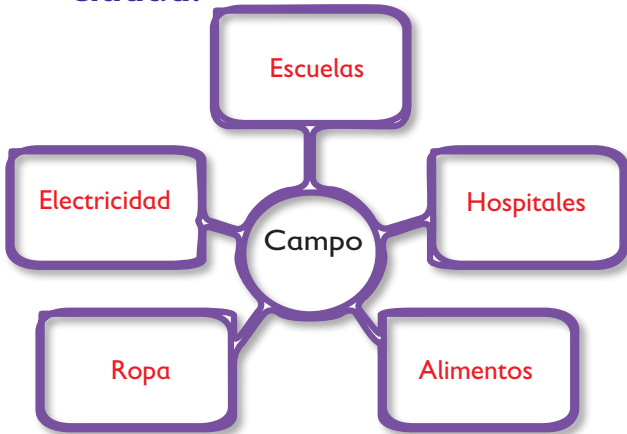 Escuelas
Electricidad
Hospitales
Campo
Ropa
Alimentos